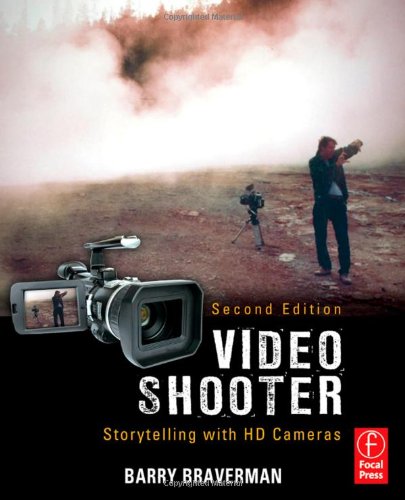 Second Edition
VIDEO
SHOOTER
Storytelling with HD Cameras
BARRY BRAVERMAN
f
Focal
Press